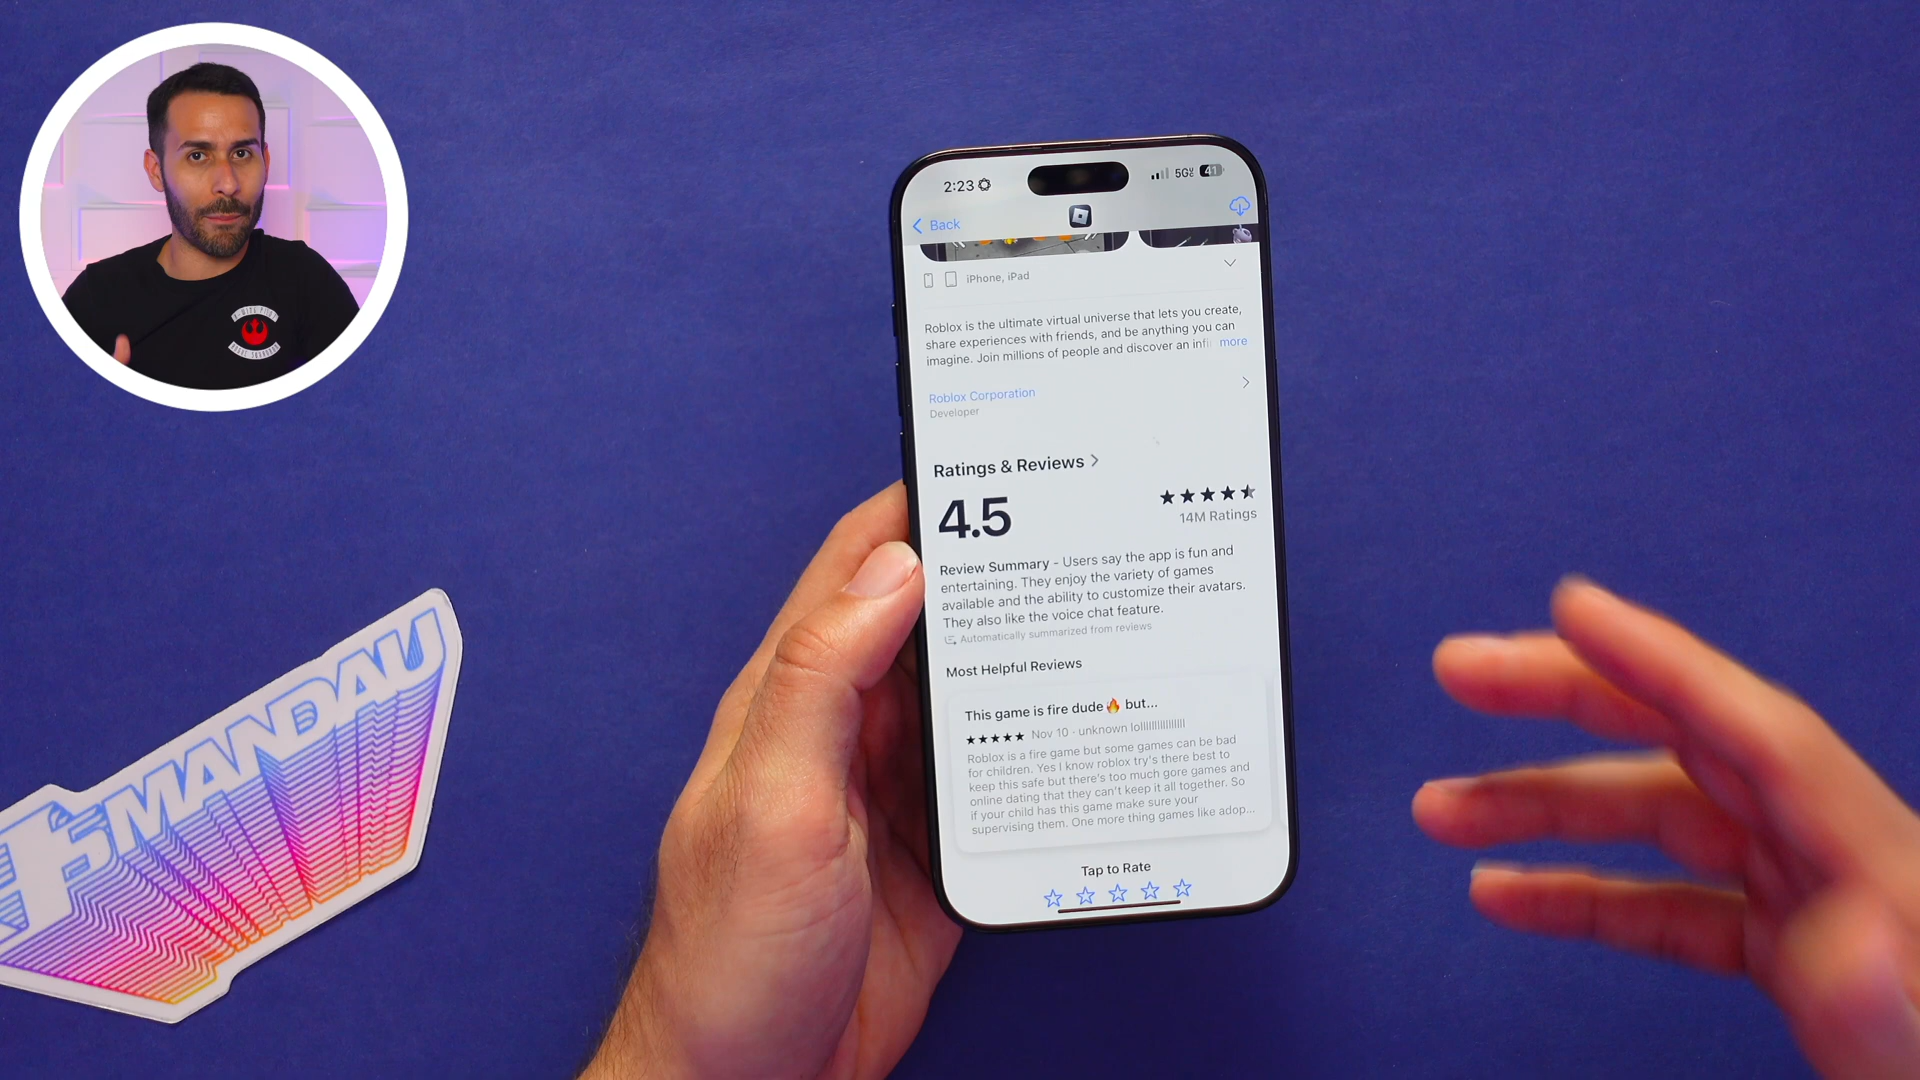 2:23
5G
41
Back
iPhone, iPad
Roblox is the ultimate virtual universe that lets you create,
share experiences with friends, and be anything you can
imagine. Join millions of people and discover an infi more
Roblox Corporation
Developer
Ratings & Reviews
4.5
14M Ratings
Review Summary - Users say the app is fun and
entertaining. They enjoy the variety of games
available and the ability to customize their avatars.
They also like the voice chat feature.
Automatically summarized from reviews
Most Helpful Reviews
This game is fire dude🔥 but...
Nov 10 · unknown
Roblox is a fire game but some games can be bad
for children. Yes I know roblox try's there best to
keep this safe but there's too much gore games and
online dating that they can't keep it all together. So
if your child has this game make sure your
supervising them. One more thing games like adop...
Tap to Rate
HJSMANDAU